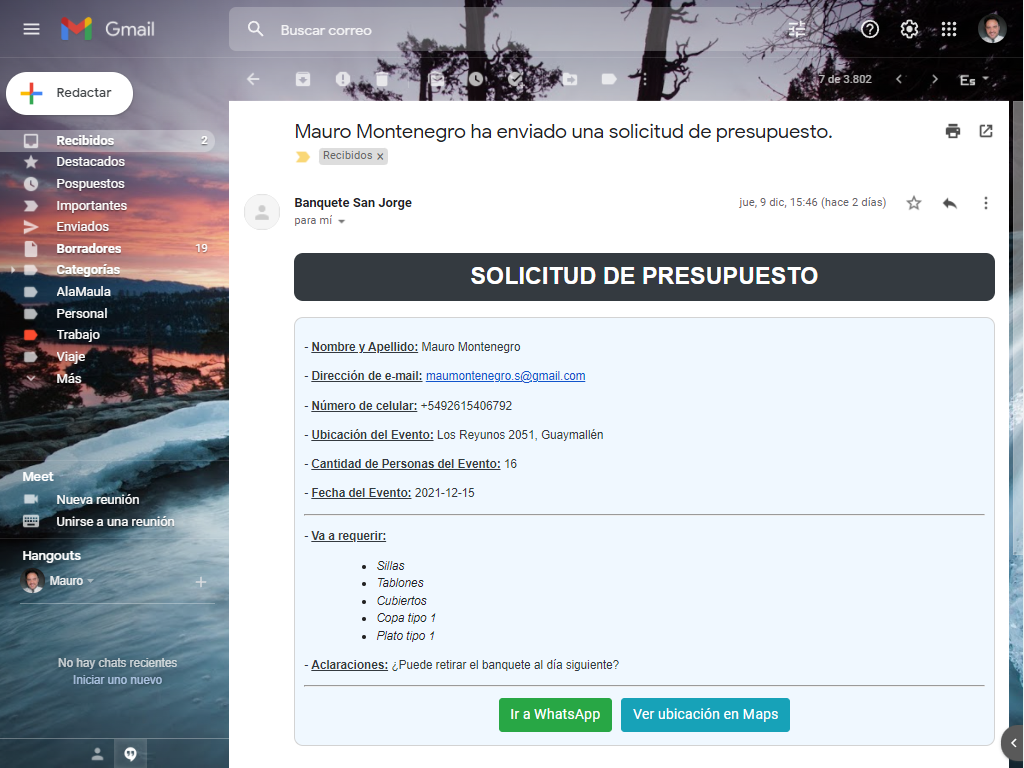 Gmail
Buscar correo
Redactar
7 de 3.802
Es
Recibidos 2
Destacados
Pospuestos
Importantes
Enviados
Borradores 19
Categorías
AlaMaula
Personal
Trabajo
Viaje
Más
Meet
Nueva reunión
Unirse a una reunión
Hangouts
Mauro
No hay chats recientes
Iniciar uno nuevo
Mauro Montenegro ha enviado una solicitud de presupuesto.
Recibidos x
Banquete San Jorge
jue, 9 dic, 15:46 (hace 2 días)
para mí
SOLICITUD DE PRESUPUESTO
- Nombre y Apellido: Mauro Montenegro
- Dirección de e-mail: maumontenegro.s@gmail.com
- Número de celular: +5492615406792
- Ubicación del Evento: Los Reyunos 2051, Guaymallén
- Cantidad de Personas del Evento: 16
- Fecha del Evento: 2021-12-15
- Va a requerir:
• Sillas
• Tablones
• Cubiertos
• Copa tipo 1
• Plato tipo 1
- Aclaraciones: ¿Puede retirar el banquete al día siguiente?
Ir a WhatsApp
Ver ubicación en Maps